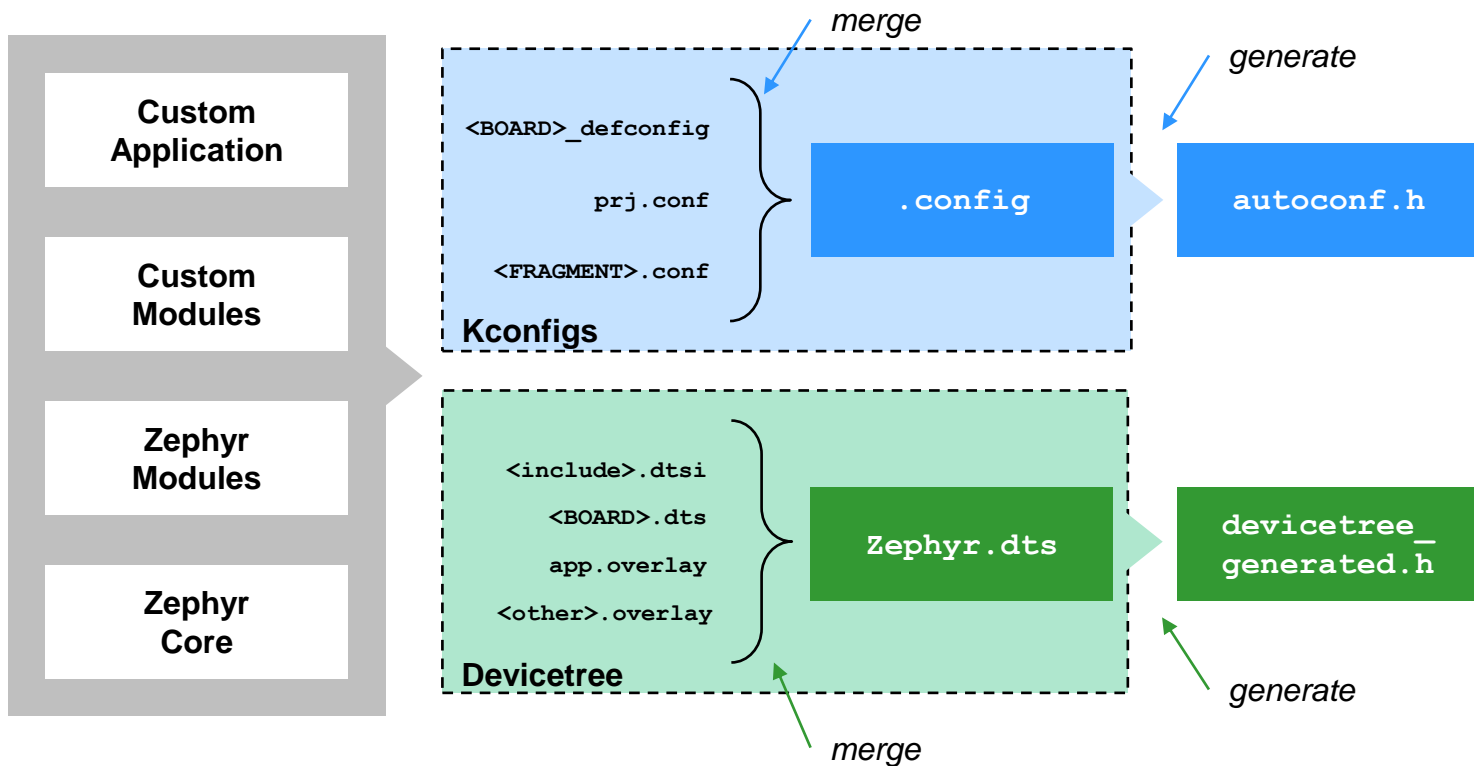 Custom
Application
Custom
Modules
Zephyr
Modules
Zephyr
Core
merge
<BOARD>_defconfig
prj.conf
<FRAGMENT>.conf
Kconfigs
.config
generate
autoconf.h
<include>.dtsi
<BOARD>.dts
app.overlay
<other>.overlay
Devicetree
Zephyr.dts
merge
devicetree_
generated.h
generate